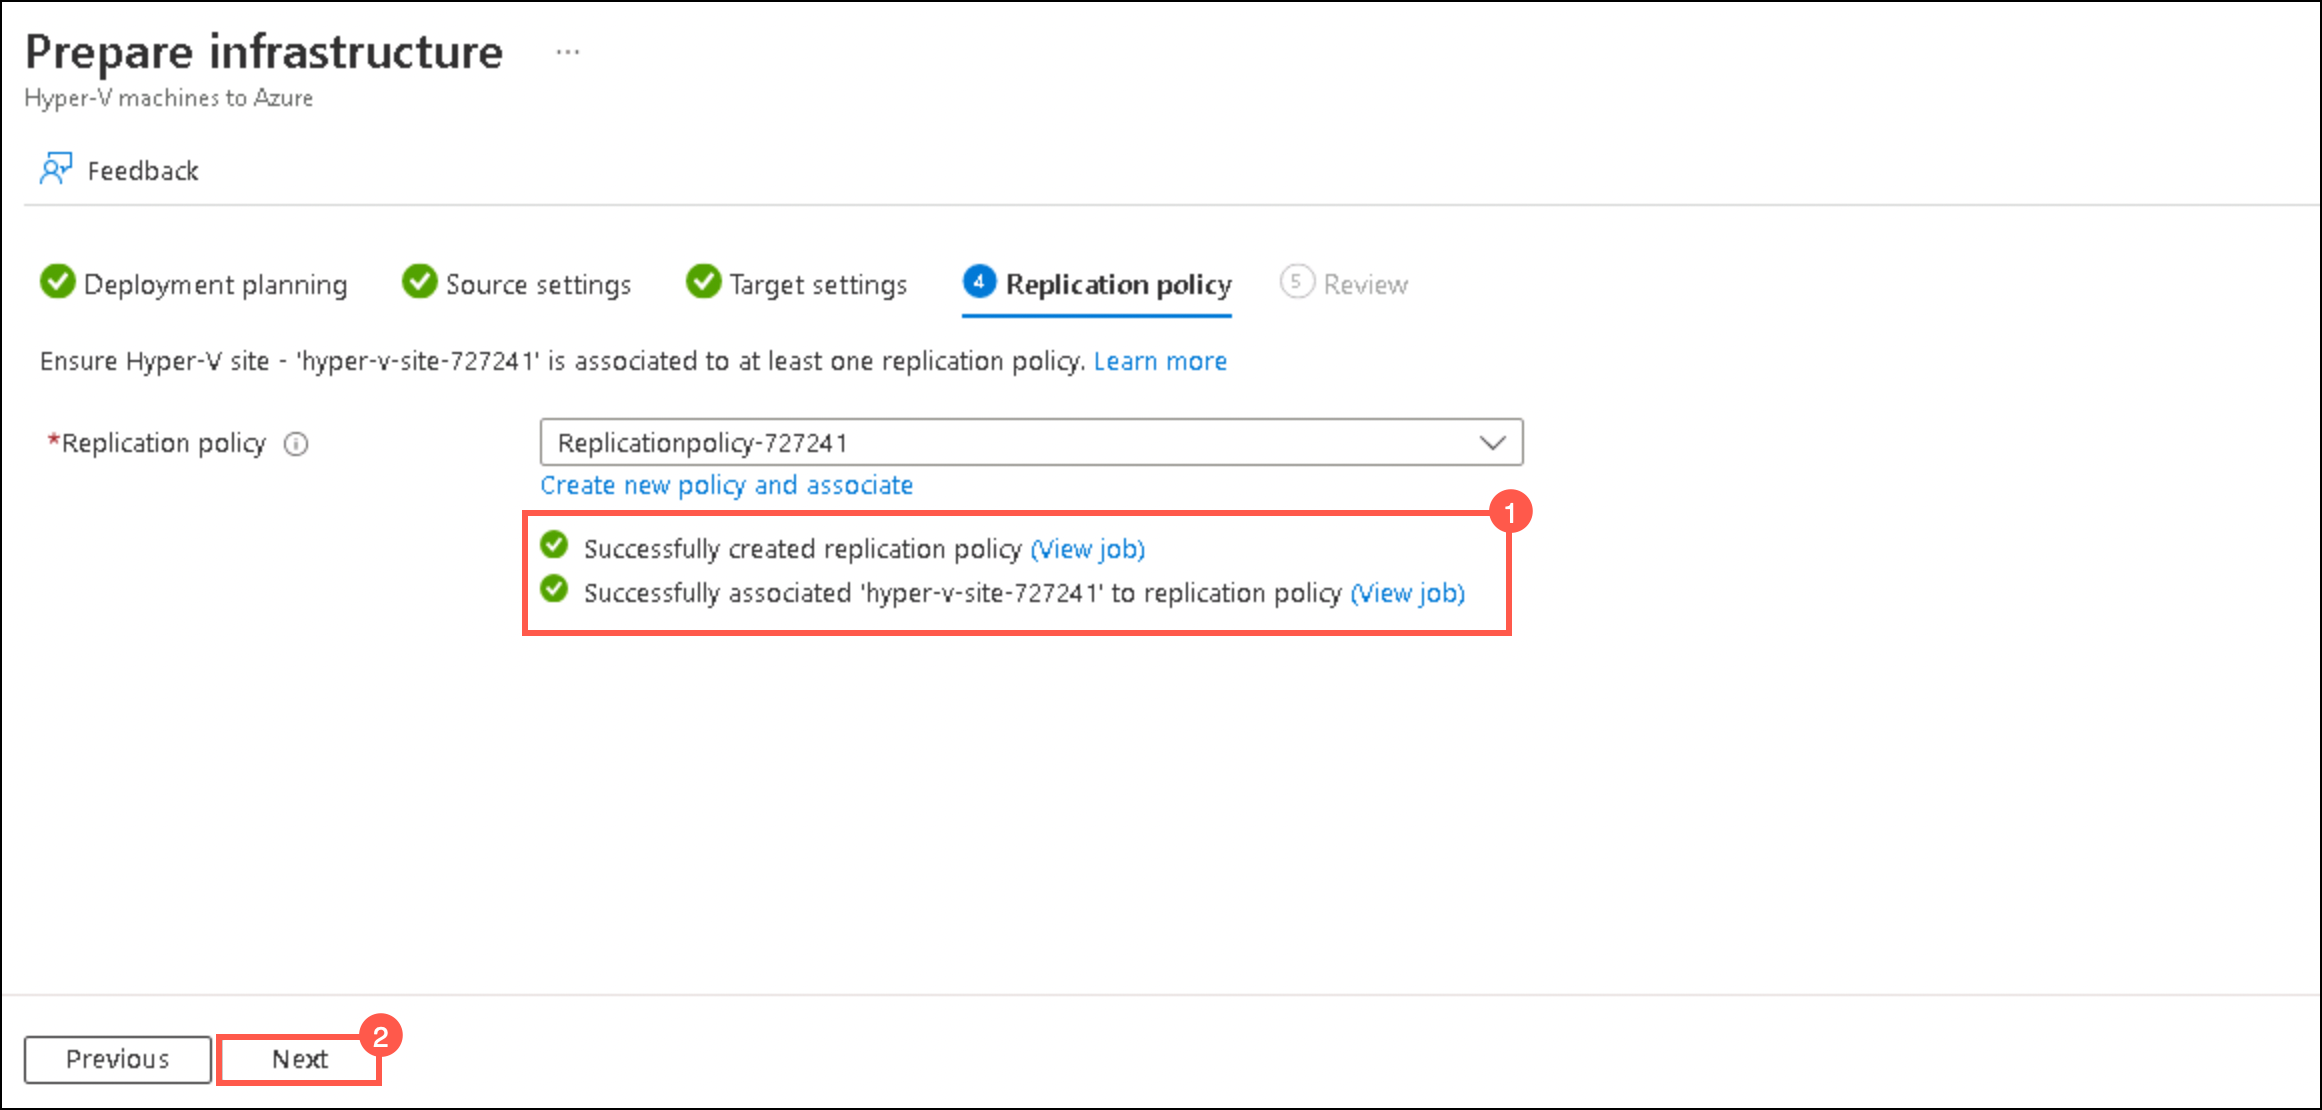 Prepare infrastructure ...
Hyper-V machines to Azure
Feedback
Deployment planning Source settings Target settings 4 Replication policy 5 Review
Ensure Hyper-V site - 'hyper-v-site-727241' is associated to at least one replication policy. Learn more
*Replication policy Replicationpolicy-727241
Create new policy and associate
1
Successfully created replication policy (View job)
Successfully associated 'hyper-v-site-727241' to replication policy (View job)
2
Previous Next